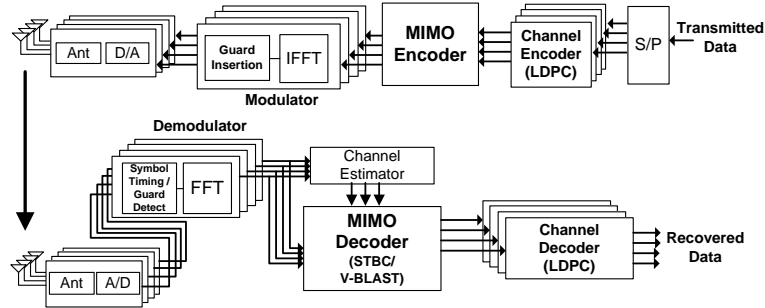 Ant
D/A
Guard
Insertion
IFFT
Modulator
MIMO
Encoder
Channel
Encoder
(LDPC)
S/P
Transmitted
Data
Demodulator
Symbol
Timing /
Guard
Detect
FFT
Channel
Estimator
MIMO
Decoder
(STBC/
V-BLAST)
Channel
Decoder
(LDPC)
Recovered
Data
Ant
A/D